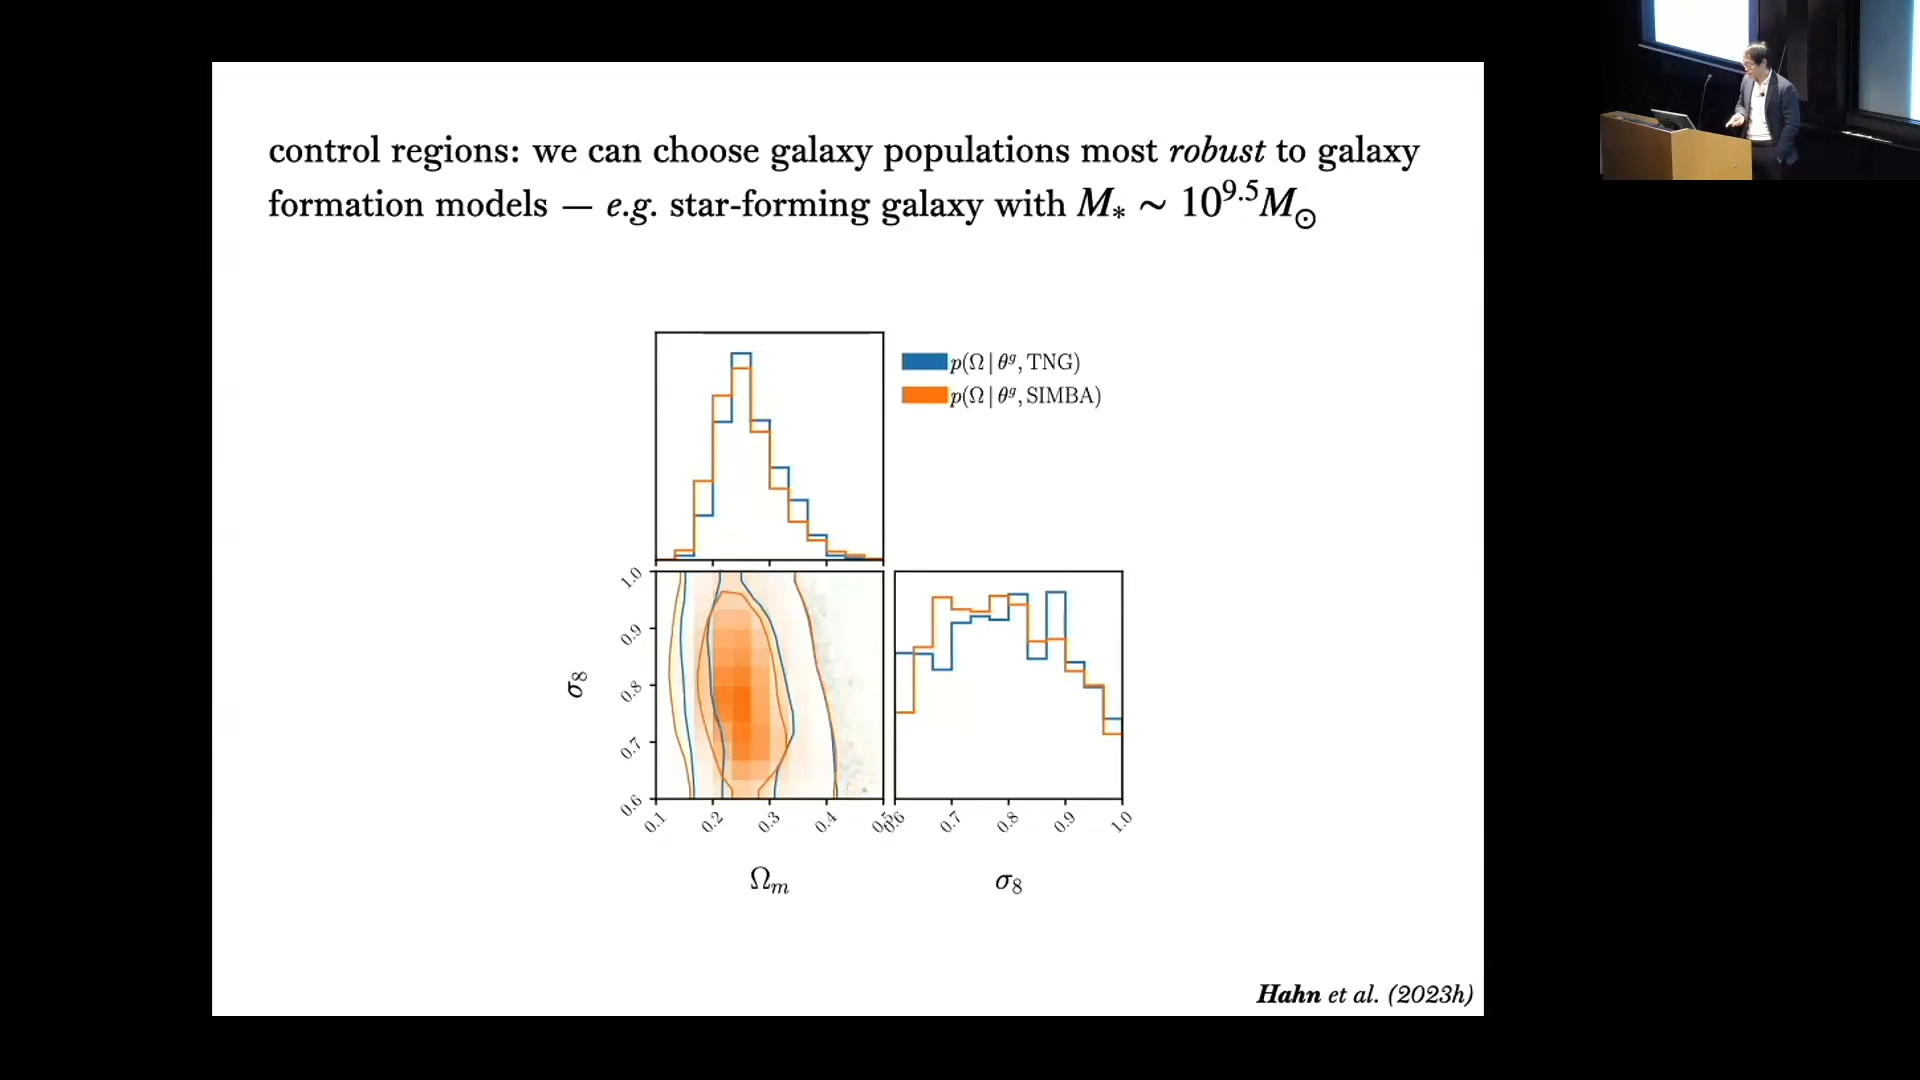 control regions: we can choose galaxy populations most robust to galaxy
formation models — e.g. star-forming galaxy with M* ~ 10^9.5 M⊙
p(Ω | θ^g, TNG)
p(Ω | θ^g, SIMBA)
1.0
0.9
0.8
0.7
0.6
σ8
0.1 0.2 0.3 0.4 0.5
0.6 0.7 0.8 0.9 1.0
Ωm
σ8
Hahn et al. (2023h)